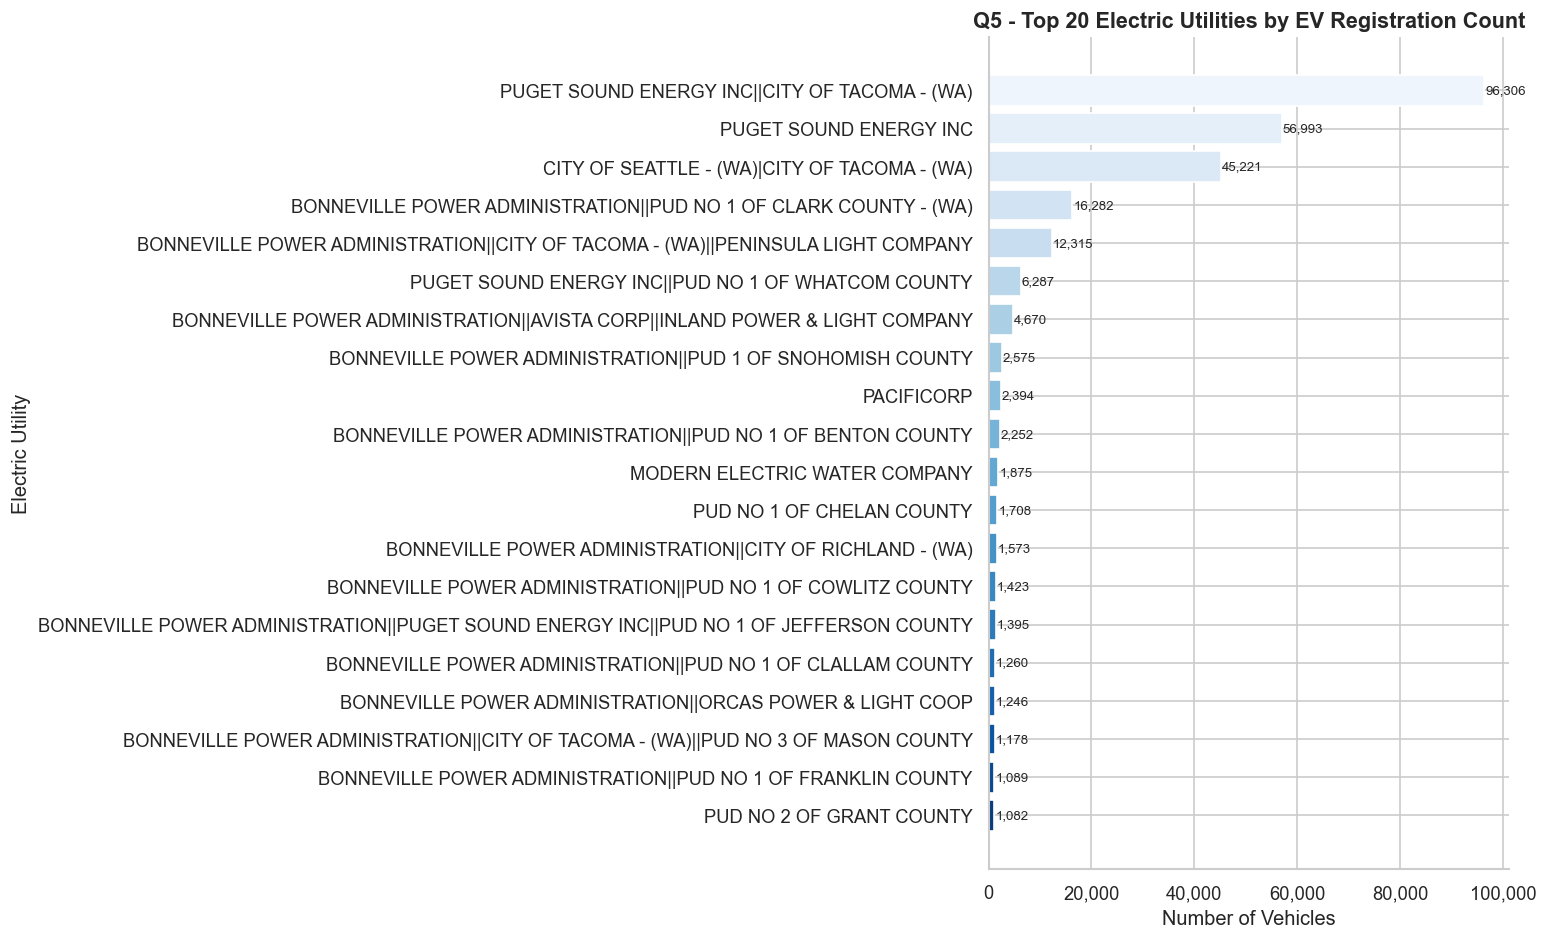 Q5 - Top 20 Electric Utilities by EV Registration Count
PUGET SOUND ENERGY INC||CITY OF TACOMA - (WA) 96,306
PUGET SOUND ENERGY INC 56,993
CITY OF SEATTLE - (WA)|CITY OF TACOMA - (WA) 45,221
BONNEVILLE POWER ADMINISTRATION||PUD NO 1 OF CLARK COUNTY - (WA) 16,282
BONNEVILLE POWER ADMINISTRATION||CITY OF TACOMA - (WA)||PENINSULA LIGHT COMPANY 12,315
PUGET SOUND ENERGY INC||PUD NO 1 OF WHATCOM COUNTY 6,287
BONNEVILLE POWER ADMINISTRATION||AVISTA CORP||INLAND POWER & LIGHT COMPANY 4,670
BONNEVILLE POWER ADMINISTRATION||PUD 1 OF SNOHOMISH COUNTY 2,575
PACIFICORP 2,394
BONNEVILLE POWER ADMINISTRATION||PUD NO 1 OF BENTON COUNTY 2,252
MODERN ELECTRIC WATER COMPANY 1,875
PUD NO 1 OF CHELAN COUNTY 1,708
BONNEVILLE POWER ADMINISTRATION||CITY OF RICHLAND - (WA) 1,573
BONNEVILLE POWER ADMINISTRATION||PUD NO 1 OF COWLITZ COUNTY 1,423
BONNEVILLE POWER ADMINISTRATION||PUGET SOUND ENERGY INC||PUD NO 1 OF JEFFERSON COUNTY 1,395
BONNEVILLE POWER ADMINISTRATION||PUD NO 1 OF CLALLAM COUNTY 1,260
BONNEVILLE POWER ADMINISTRATION||ORCAS POWER & LIGHT COOP 1,246
BONNEVILLE POWER ADMINISTRATION||CITY OF TACOMA - (WA)||PUD NO 3 OF MASON COUNTY 1,178
BONNEVILLE POWER ADMINISTRATION||PUD NO 1 OF FRANKLIN COUNTY 1,089
PUD NO 2 OF GRANT COUNTY 1,082
Electric Utility
0 20,000 40,000 60,000 80,000 100,000
Number of Vehicles